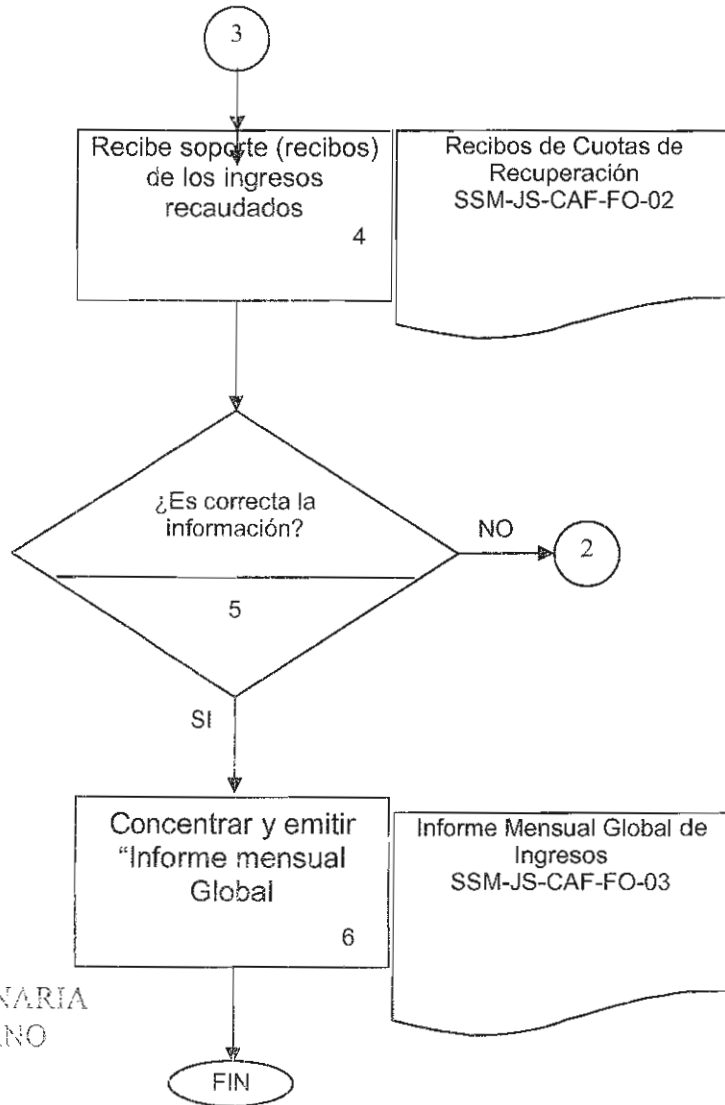 3
Recibe soporte (recibos)
de los ingresos
recaudados
4
Recibos de Cuotas de
Recuperación
SSM-JS-CAF-FO-02
¿Es correcta la
información?
5
NO
2
SI
Concentrar y emitir
“Informe mensual
Global
6
Informe Mensual Global de
Ingresos
SSM-JS-CAF-FO-03
NARIA
ANO
FIN